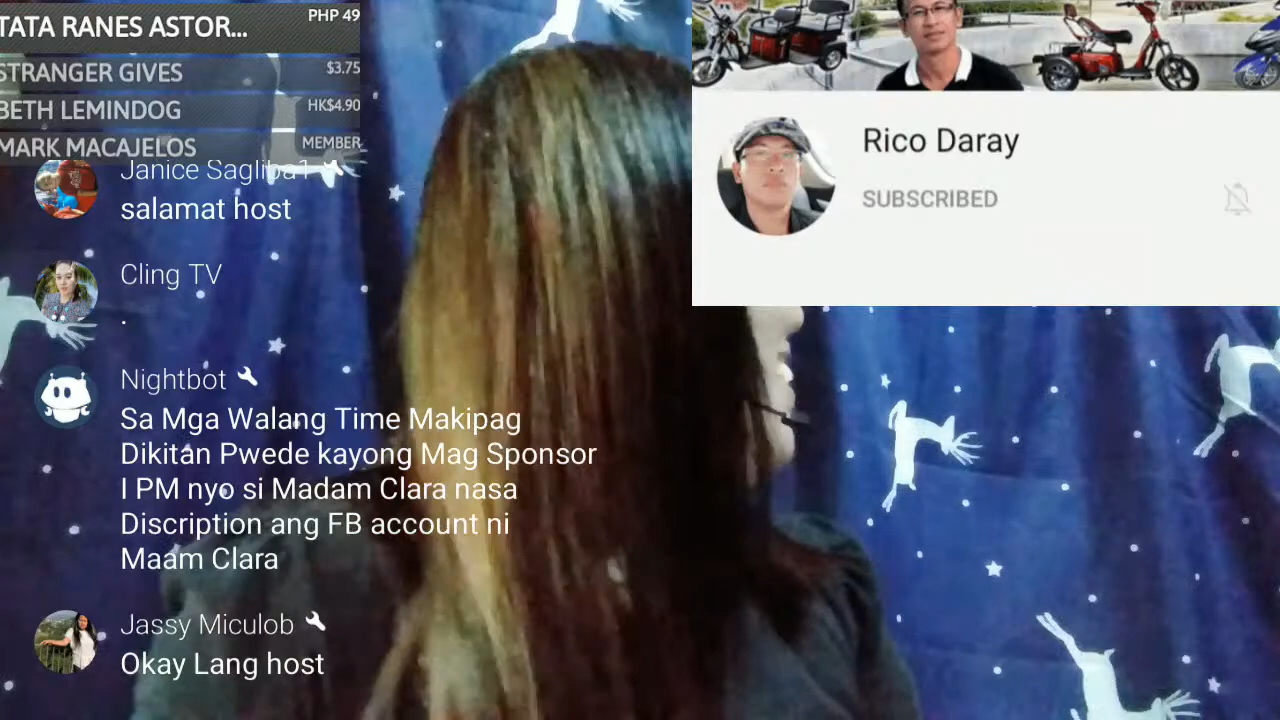 TATA RANES ASTOR... PHP 49
STRANGER GIVES $3.75
BETH LEMINDOG HK$4.90
MARK MACAJELOS MEMBER
Janice Sagliba1
salamat host
Cling TV
.
Nightbot
Sa Mga Walang Time Makipag
Dikitan Pwede kayong Mag Sponsor
I PM nyo si Madam Clara nasa
Discription ang FB account ni
Maam Clara
Jassy Miculob
Okay Lang host
Rico Daray
SUBSCRIBED